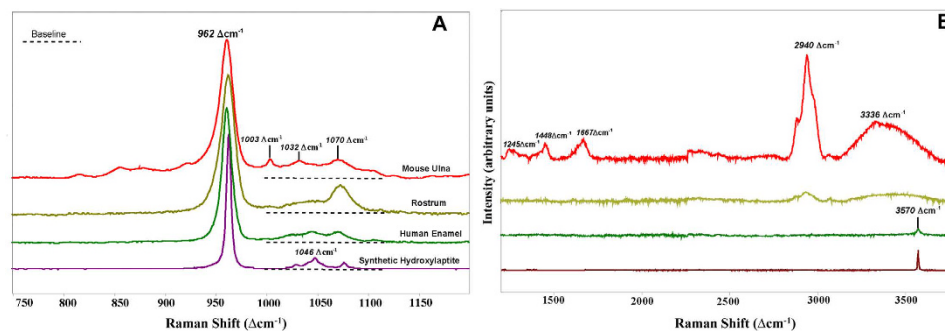 A
Baseline
962 Δcm⁻¹
1003 Δcm⁻¹
1032 Δcm⁻¹
1070 Δcm⁻¹
Mouse Ulna
Rostrum
Human Enamel
1046 Δcm⁻¹
Synthetic Hydroxylaptite
750 800 850 900 950 1000 1050 1100 1150
Raman Shift (Δcm⁻¹)
B
2940 Δcm⁻¹
3336 Δcm⁻¹
1245Δcm⁻¹
1448Δcm⁻¹
1667Δcm⁻¹
3570 Δcm⁻¹
Intensity (arbitrary units)
1200 1500 2000 2500 3000 3500
Raman Shift (Δcm⁻¹)